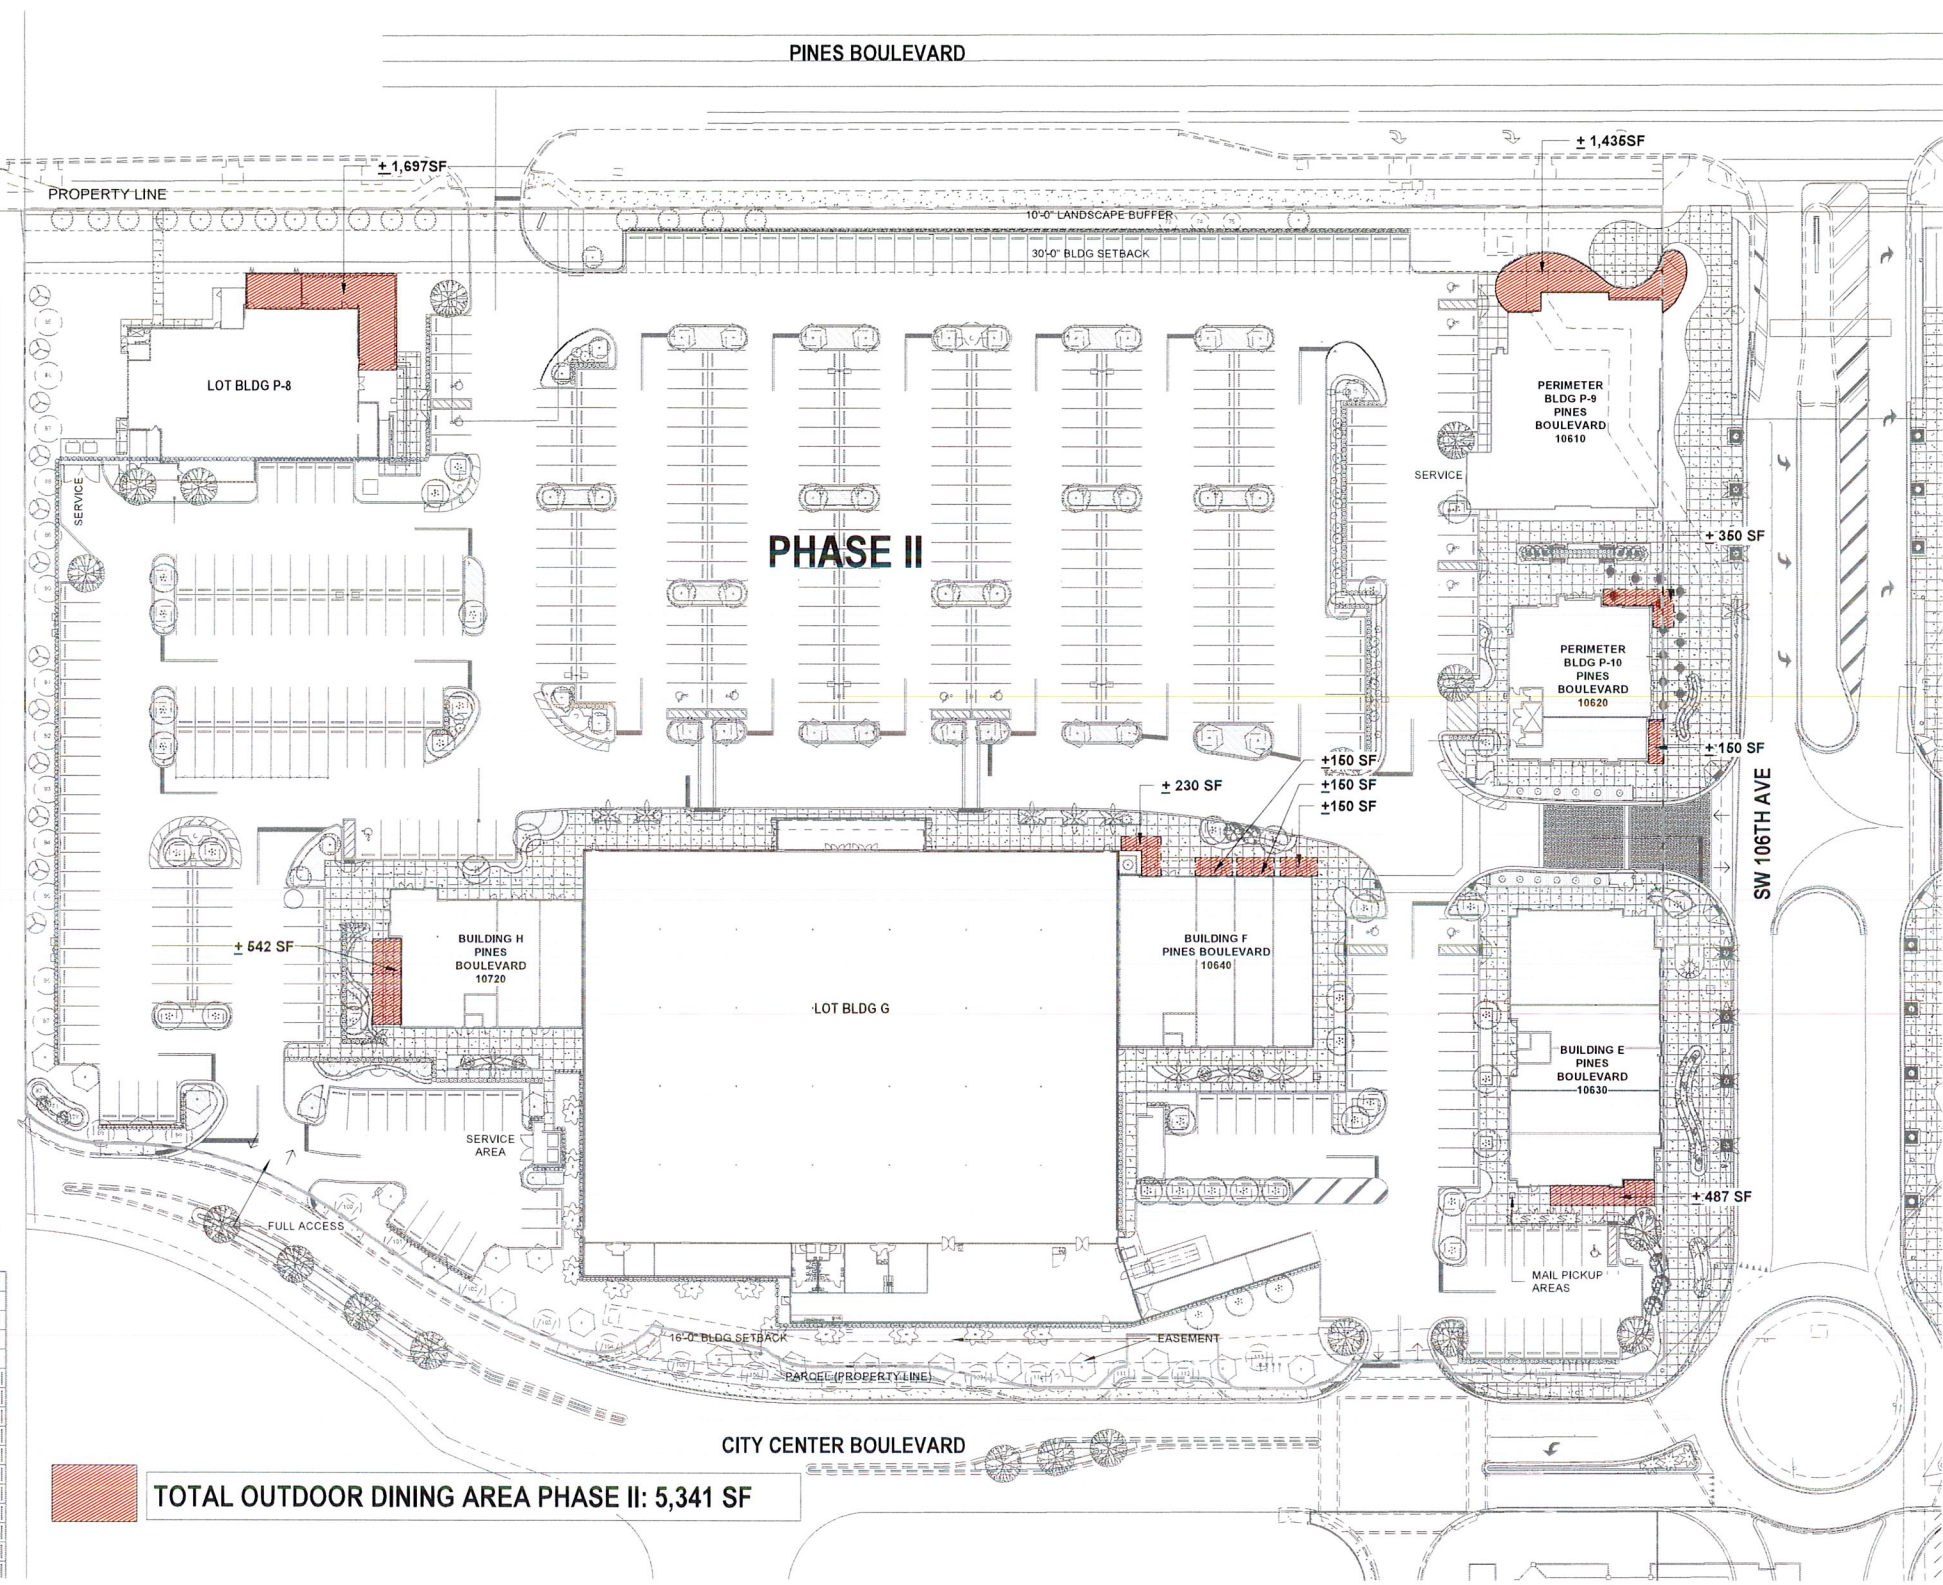 PINES BOULEVARD
± 1,435SF
± 1,697SF
PROPERTY LINE
10'-0" LANDSCAPE BUFFER
30'-0" BLDG SETBACK
LOT BLDG P-8
PERIMETER
BLDG P-9
PINES
BOULEVARD
10610
SERVICE
SERVICE
± 350 SF
PHASE II
PERIMETER
BLDG P-10
PINES
BOULEVARD
10620
± 150 SF
±150 SF
±150 SF
±150 SF
± 230 SF
SW 106TH AVE
± 542 SF
BUILDING H
PINES
BOULEVARD
10720
BUILDING F
PINES BOULEVARD
10640
LOT BLDG G
BUILDING E
PINES
BOULEVARD
10630
SERVICE
AREA
± 487 SF
FULL ACCESS
MAIL PICKUP
AREAS
16'-0" BLDG SETBACK
EASEMENT
PARCEL (PROPERTY LINE)
CITY CENTER BOULEVARD
TOTAL OUTDOOR DINING AREA PHASE II: 5,341 SF